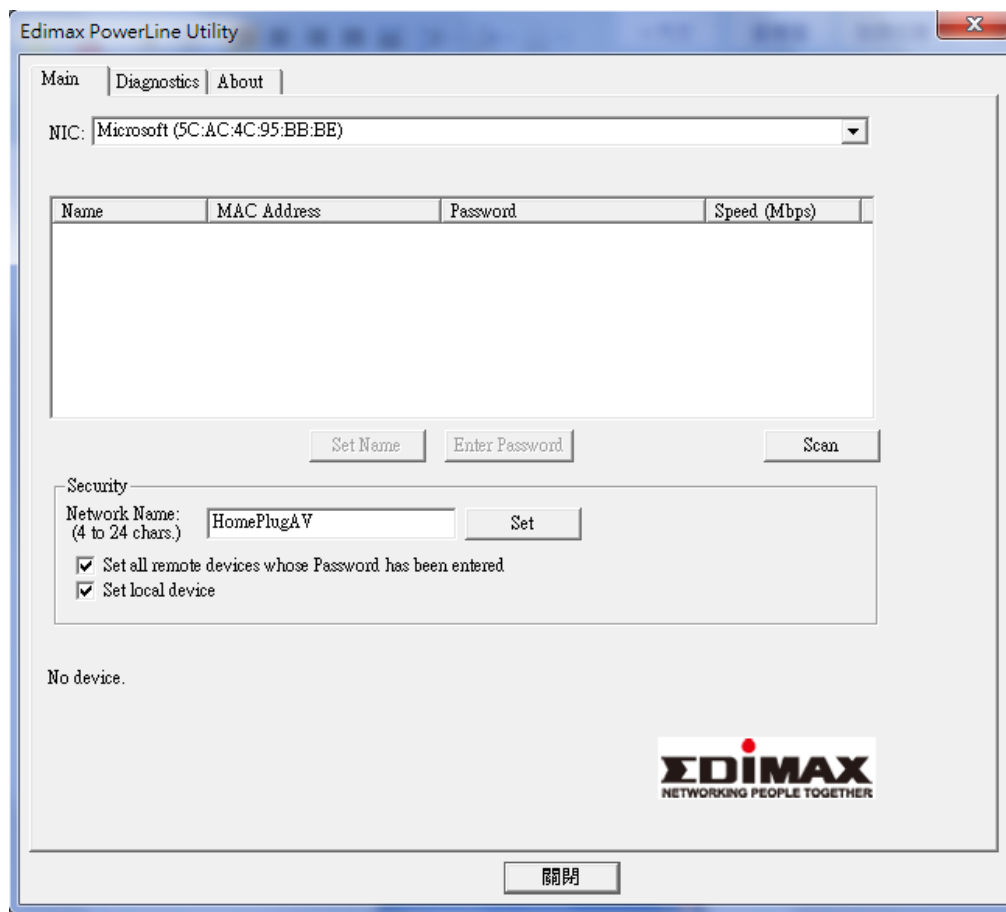 Edimax PowerLine Utility
Main Diagnostics About
NIC: Microsoft (5C:AC:4C:95:BB:BE)
Name MAC Address Password Speed (Mbps)
Set Name Enter Password Scan
Security
Network Name:
(4 to 24 chars.) HomePlugAV Set
Set all remote devices whose Password has been entered
Set local device
No device.
EDIMAX
NETWORKING PEOPLE TOGETHER
關閉